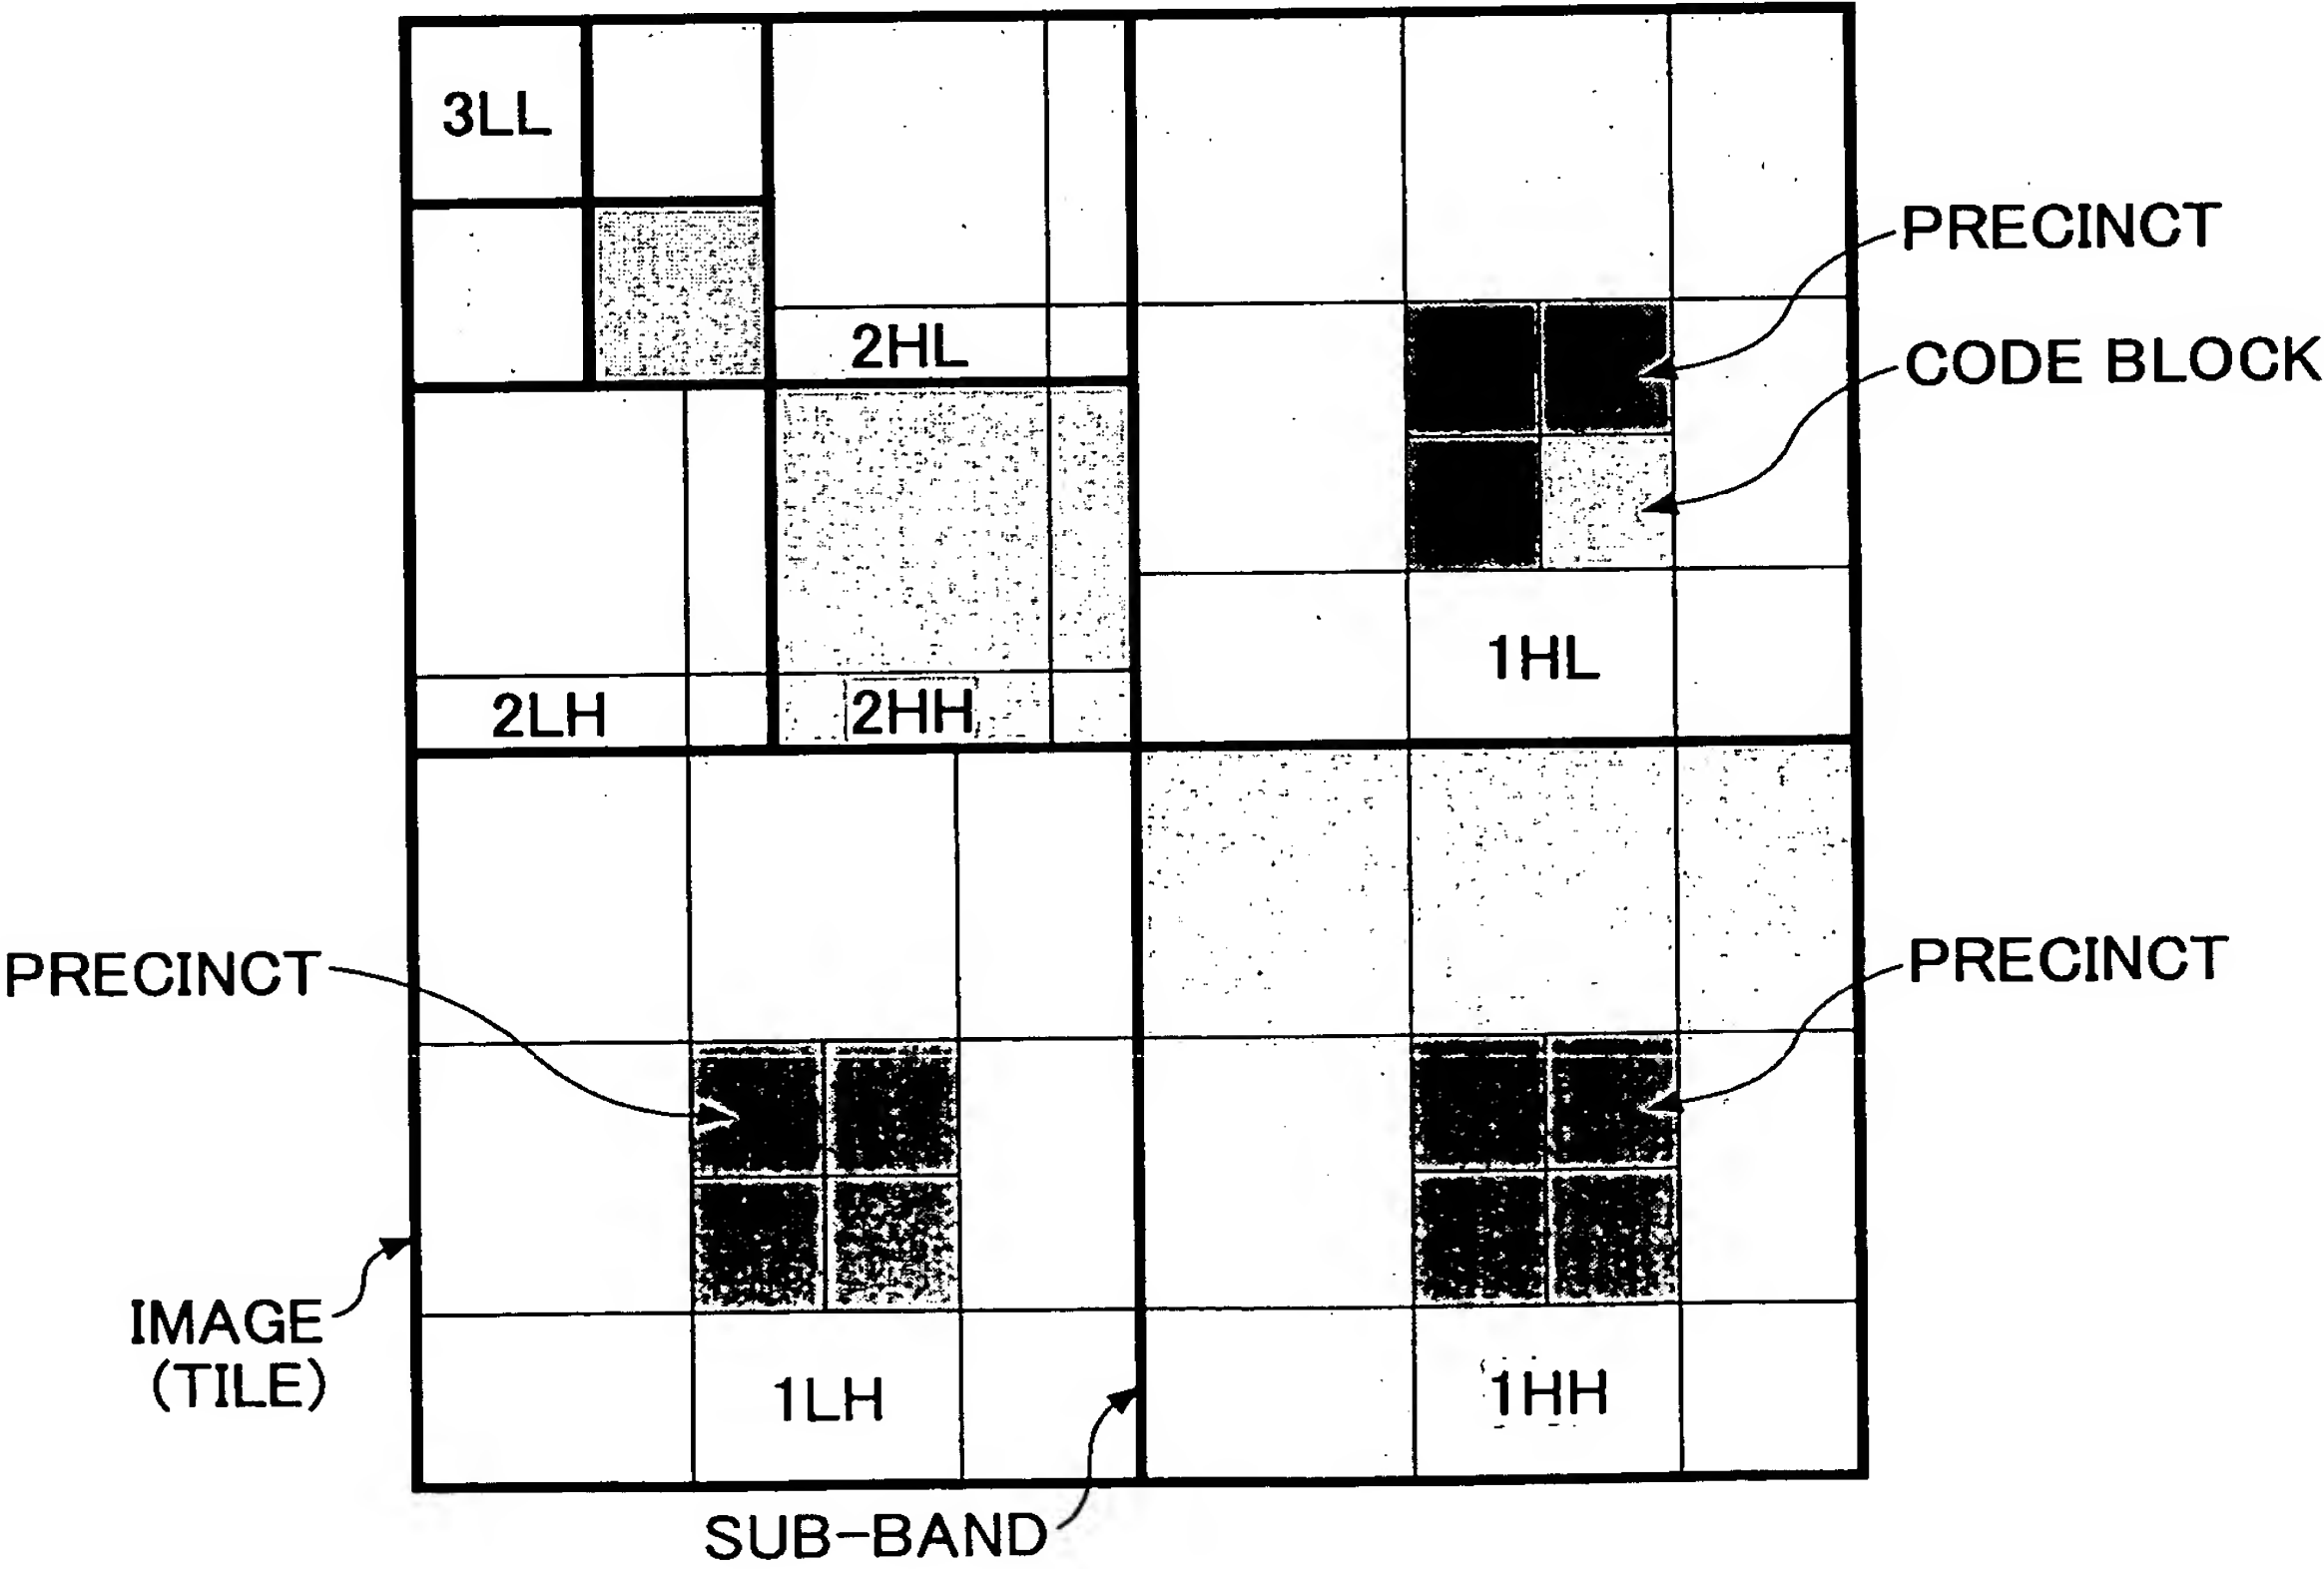 3LL
PRECINCT
2HL
CODE BLOCK
1HL
2LH
2HH
PRECINCT
PRECINCT
IMAGE
(TILE)
1LH
1HH
SUB-BAND